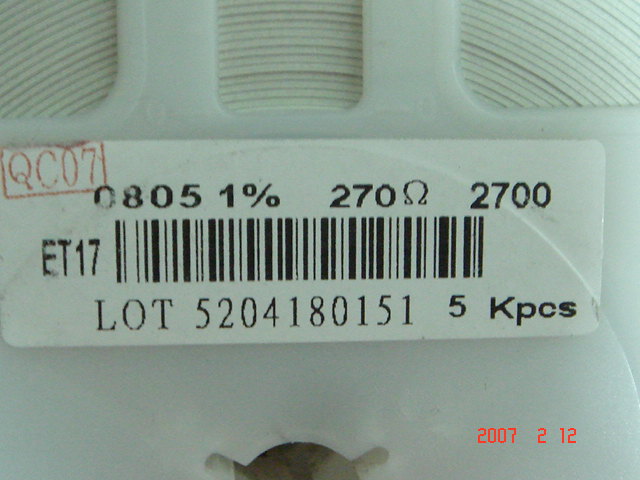 QC07
0805 1% 270Ω 2700
ET17
LOT 5204180151 5 Kpcs
2007 2 12